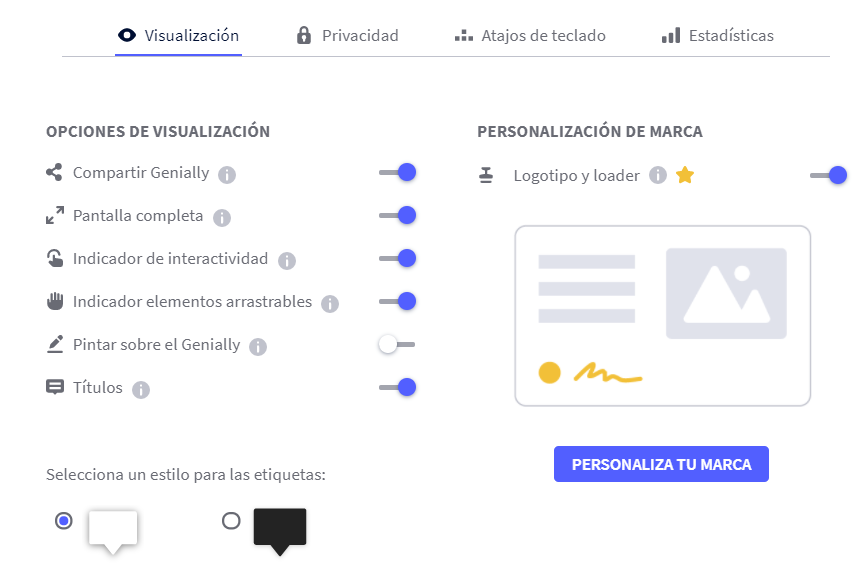 Visualización
Privacidad
Atajos de teclado
Estadísticas
OPCIONES DE VISUALIZACIÓN
Compartir Genially
Pantalla completa
Indicador de interactividad
Indicador elementos arrastrables
Pintar sobre el Genially
Títulos
Selecciona un estilo para las etiquetas:
PERSONALIZACIÓN DE MARCA
Logotipo y loader
PERSONALIZA TU MARCA